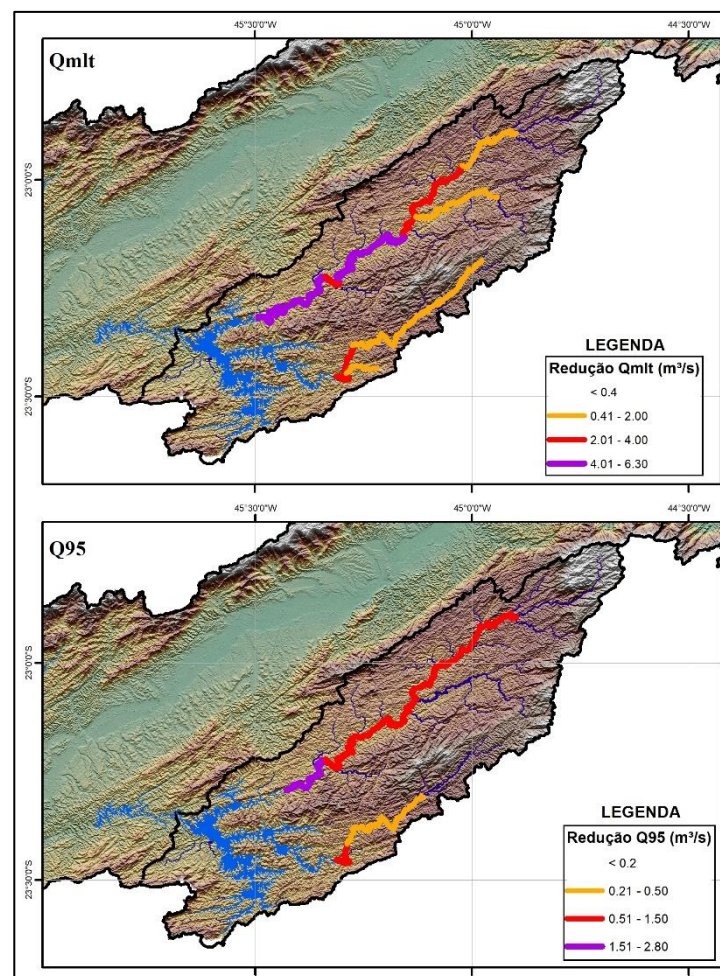 45°30'0"W 45°0'0"W 44°30'0"W
Qmlt
23°0'0"S
LEGENDA
Redução Qmlt (m³/s)
< 0.4
0.41 - 2.00
2.01 - 4.00
4.01 - 6.30
23°30'0"S
45°30'0"W 45°0'0"W 44°30'0"W
Q95
23°0'0"S
LEGENDA
Redução Q95 (m³/s)
< 0.2
0.21 - 0.50
0.51 - 1.50
1.51 - 2.80
23°30'0"S